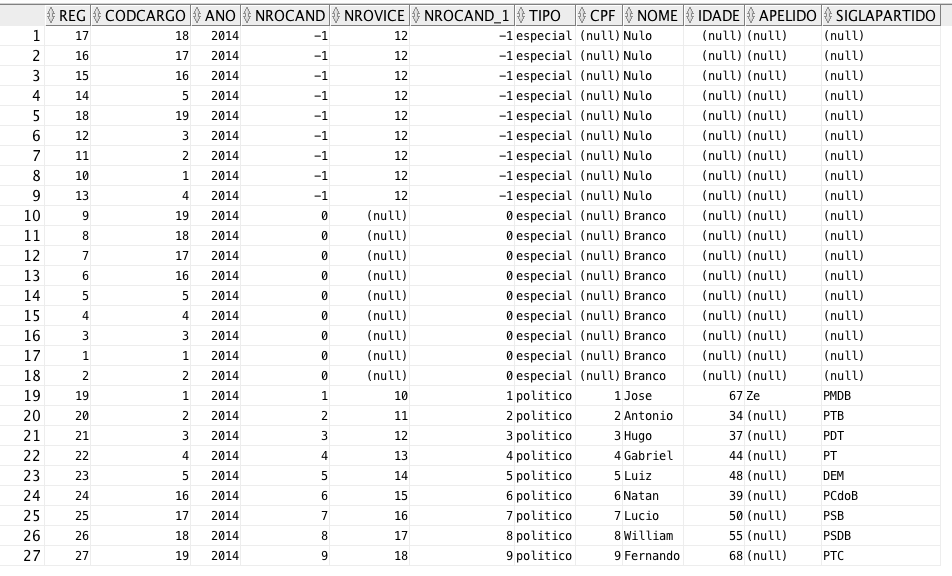 REG CODCARGO ANO NROCAND NROVICE NROCAND_1 TIPO CPF NOME IDADE APELIDO SIGLAPARTIDO
1 17 18 2014 −1 12 −1 especial (null) Nulo (null) (null) (null)
2 16 17 2014 −1 12 −1 especial (null) Nulo (null) (null) (null)
3 15 16 2014 −1 12 −1 especial (null) Nulo (null) (null) (null)
4 14 5 2014 −1 12 −1 especial (null) Nulo (null) (null) (null)
5 18 19 2014 −1 12 −1 especial (null) Nulo (null) (null) (null)
6 12 3 2014 −1 12 −1 especial (null) Nulo (null) (null) (null)
7 11 2 2014 −1 12 −1 especial (null) Nulo (null) (null) (null)
8 10 1 2014 −1 12 −1 especial (null) Nulo (null) (null) (null)
9 13 4 2014 −1 12 −1 especial (null) Nulo (null) (null) (null)
10 9 19 2014 0 (null) 0 especial (null) Branco (null) (null) (null)
11 8 18 2014 0 (null) 0 especial (null) Branco (null) (null) (null)
12 7 17 2014 0 (null) 0 especial (null) Branco (null) (null) (null)
13 6 16 2014 0 (null) 0 especial (null) Branco (null) (null) (null)
14 5 5 2014 0 (null) 0 especial (null) Branco (null) (null) (null)
15 4 4 2014 0 (null) 0 especial (null) Branco (null) (null) (null)
16 3 3 2014 0 (null) 0 especial (null) Branco (null) (null) (null)
17 1 1 2014 0 (null) 0 especial (null) Branco (null) (null) (null)
18 2 2 2014 0 (null) 0 especial (null) Branco (null) (null) (null)
19 19 1 2014 1 10 1 politico 1 Jose 67 Ze PMDB
20 20 2 2014 2 11 2 politico 2 Antonio 34 (null) PTB
21 21 3 2014 3 12 3 politico 3 Hugo 37 (null) PDT
22 22 4 2014 4 13 4 politico 4 Gabriel 44 (null) PT
23 23 5 2014 5 14 5 politico 5 Luiz 48 (null) DEM
24 24 16 2014 6 15 6 politico 6 Natan 39 (null) PCdoB
25 25 17 2014 7 16 7 politico 7 Lucio 50 (null) PSB
26 26 18 2014 8 17 8 politico 8 William 55 (null) PSDB
27 27 19 2014 9 18 9 politico 9 Fernando 68 (null) PTC